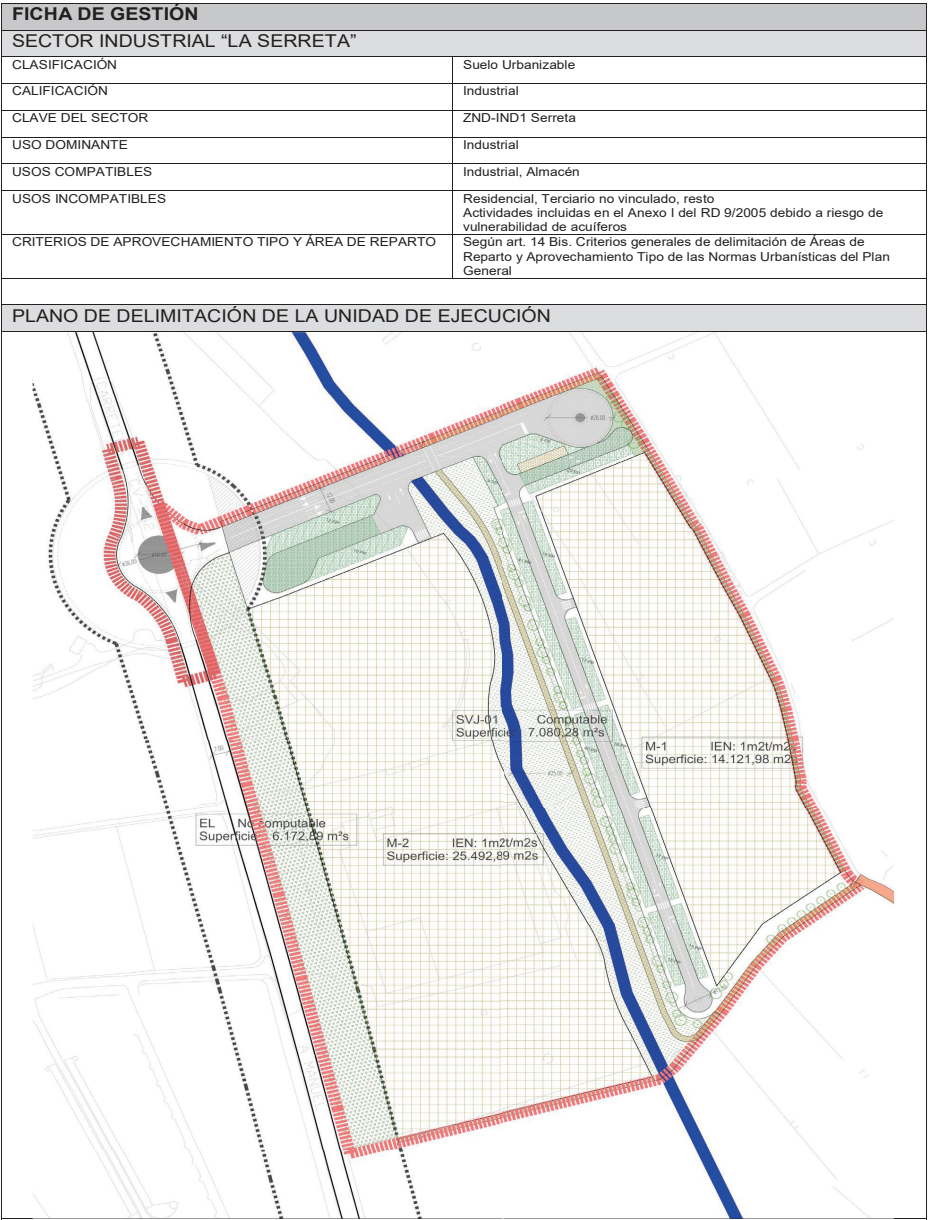 FICHA DE GESTIÓN
SECTOR INDUSTRIAL “LA SERRETA”
CLASIFICACIÓN
Suelo Urbanizable
CALIFICACIÓN
Industrial
CLAVE DEL SECTOR
ZND-IND1 Serreta
USO DOMINANTE
Industrial
USOS COMPATIBLES
Industrial, Almacén
USOS INCOMPATIBLES
Residencial, Terciario no vinculado, resto
Actividades incluidas en el Anexo I del RD 9/2005 debido a riesgo de
vulnerabilidad de acuíferos
CRITERIOS DE APROVECHAMIENTO TIPO Y ÁREA DE REPARTO
Según art. 14 Bis. Criterios generales de delimitación de Áreas de
Reparto y Aprovechamiento Tipo de las Normas Urbanísticas del Plan
General
PLANO DE DELIMITACIÓN DE LA UNIDAD DE EJECUCIÓN
SVJ-01 Computable
Superficie 7.080,28 m²s
M-1 IEN: 1m2t/m2
Superficie: 14.121,98 m2
EL No computable
Superficie 6.172,89 m²s
M-2 IEN: 1m2t/m2s
Superficie: 25.492,89 m2s